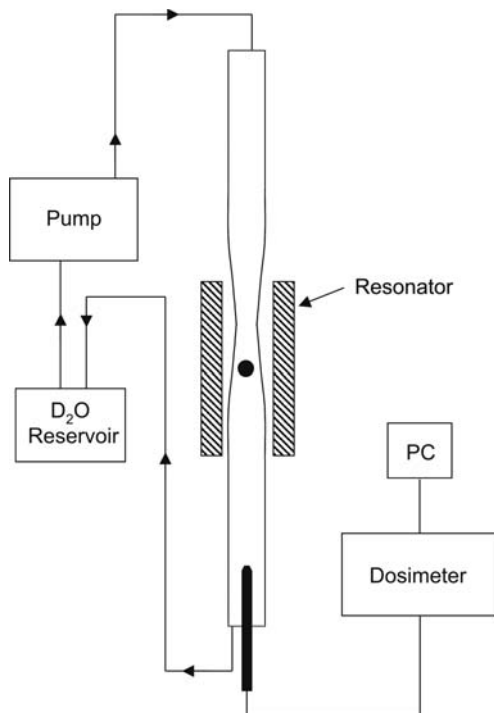 Pump
Resonator
D₂O
Reservoir
PC
Dosimeter